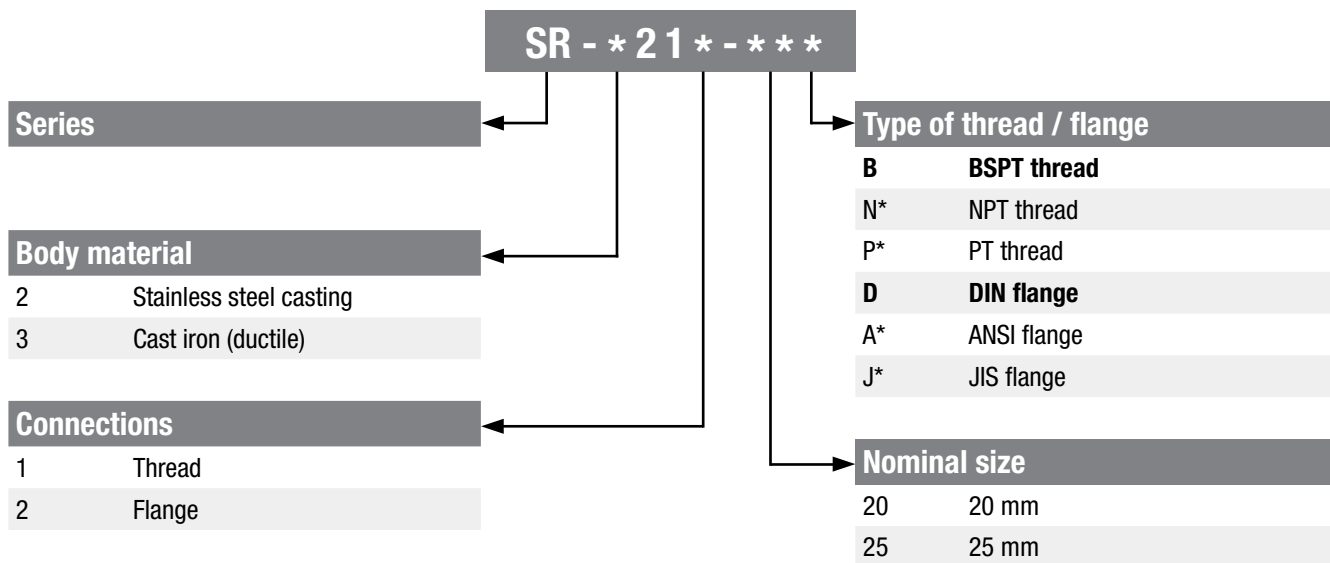 SR - * 2 1 * - * * *
Series
Body material
2 Stainless steel casting
3 Cast iron (ductile)
Connections
1 Thread
2 Flange
Type of thread / flange
B BSPT thread
N* NPT thread
P* PT thread
D DIN flange
A* ANSI flange
J* JIS flange
Nominal size
20 20 mm
25 25 mm